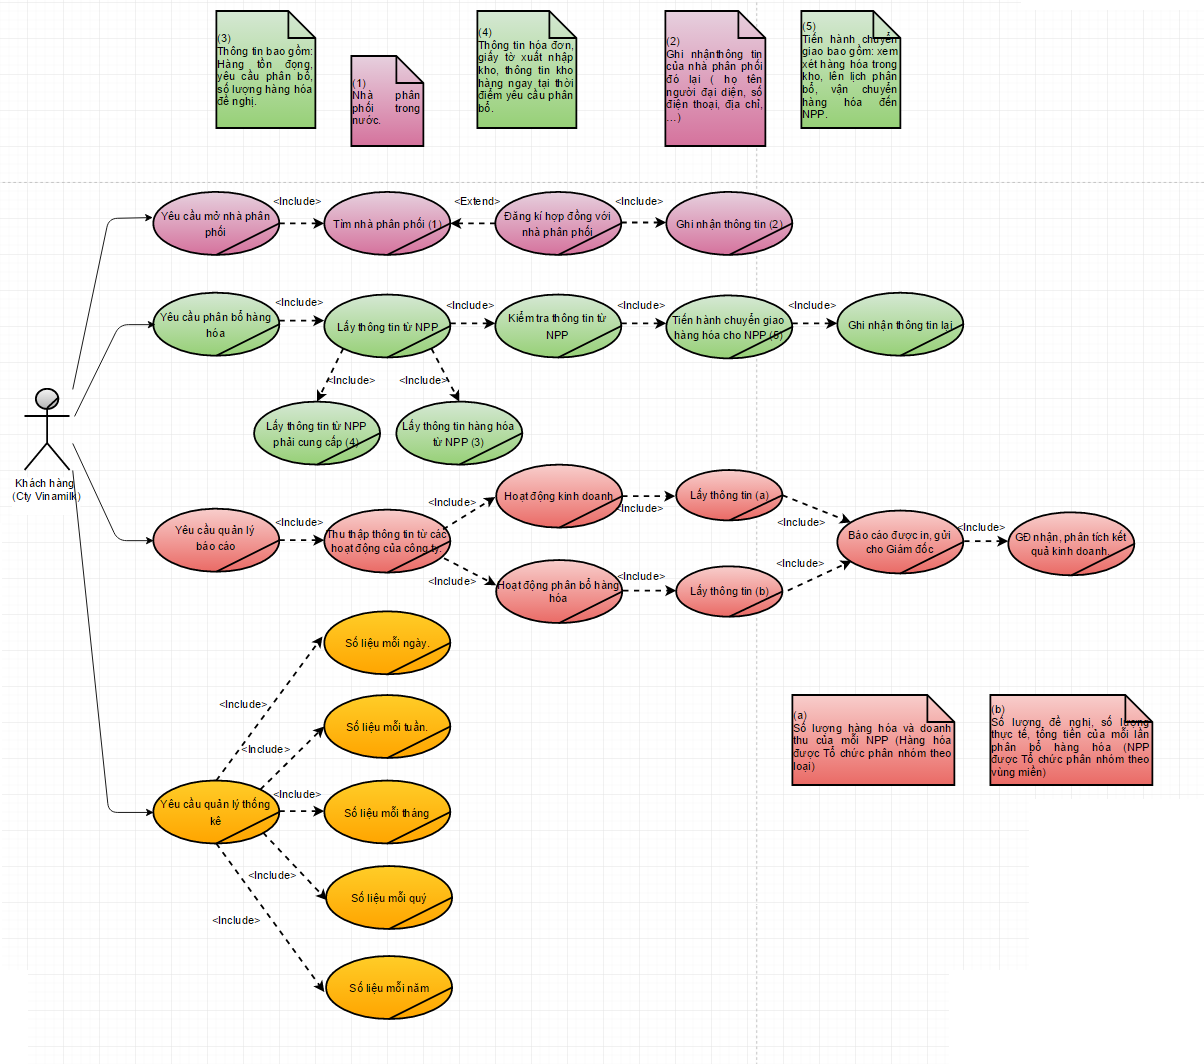 (3)
Thông tin bao gồm:
Hàng tồn đọng,
yêu cầu phân bổ,
số lượng hàng hóa
đề nghị.
(1)
Nhà phân
phối trong
nước.
(4)
Thông tin hóa đơn,
giấy tờ xuất nhập
kho, thông tin kho
hàng ngay tại thời
điểm yêu cầu phân
bổ.
(2)
Ghi nhậnthông tin
của nhà phân phối
đó lại ( họ tên
người đại diện, số
điện thoại, địa chỉ,
...)
(5)
Tiến hành chuyển
giao bao gồm: xem
xét hàng hóa trong
kho, lên lịch phân
bổ, vận chuyển
hàng hóa đến
NPP.
Yêu cầu mở nhà phân
phối
<Include>
Tìm nhà phân phối (1)
<Extend>
Đăng kí hợp đồng với
nhà phân phối
<Include>
Ghi nhận thông tin (2)
Yêu cầu phân bổ hàng
hóa
<Include>
Lấy thông tin từ NPP
<Include>
Kiểm tra thông tin từ
NPP
<Include>
Tiến hành chuyển giao
hàng hóa cho NPP (5)
<Include>
Ghi nhận thông tin lại
<Include>
<Include>
Lấy thông tin từ NPP
phải cung cấp (4)
Lấy thông tin hàng hóa
từ NPP (3)
Khách hàng
(Cty Vinamilk)
Yêu cầu quản lý
báo cáo
<Include>
Thu thập thông tin từ các
hoạt động của công ty.
<Include>
<Include>
Hoạt động kinh doanh
<Include>
Lấy thông tin (a)
<Include>
Hoạt động phân bổ hàng
hóa
<Include>
Lấy thông tin (b)
<Include>
Báo cáo được in, gửi
cho Giám đốc
<Include>
GĐ nhận, phân tích kết
quả kinh doanh.
Yêu cầu quản lý thống
kê
<Include>
Số liệu mỗi ngày.
<Include>
Số liệu mỗi tuần.
<Include>
Số liệu mỗi tháng
<Include>
Số liệu mỗi quý
<Include>
Số liệu mỗi năm
(a)
Số lượng hàng hóa và doanh
thu của mỗi NPP (Hàng hóa
được Tổ chức phân nhóm theo
loại)
(b)
Số lượng đề nghị, số lượng
thực tế, tổng tiền của mỗi lần
phân bổ hàng hóa (NPP
được Tổ chức phân nhóm theo
vùng miền)